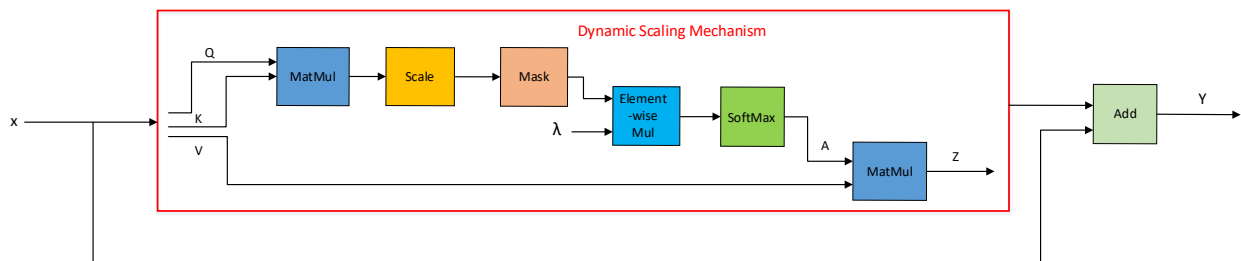 Dynamic Scaling Mechanism
Q
MatMul
Scale
Mask
Element
-wise
Mul
SoftMax
Add
Y
x
K
λ
V
A
MatMul
Z